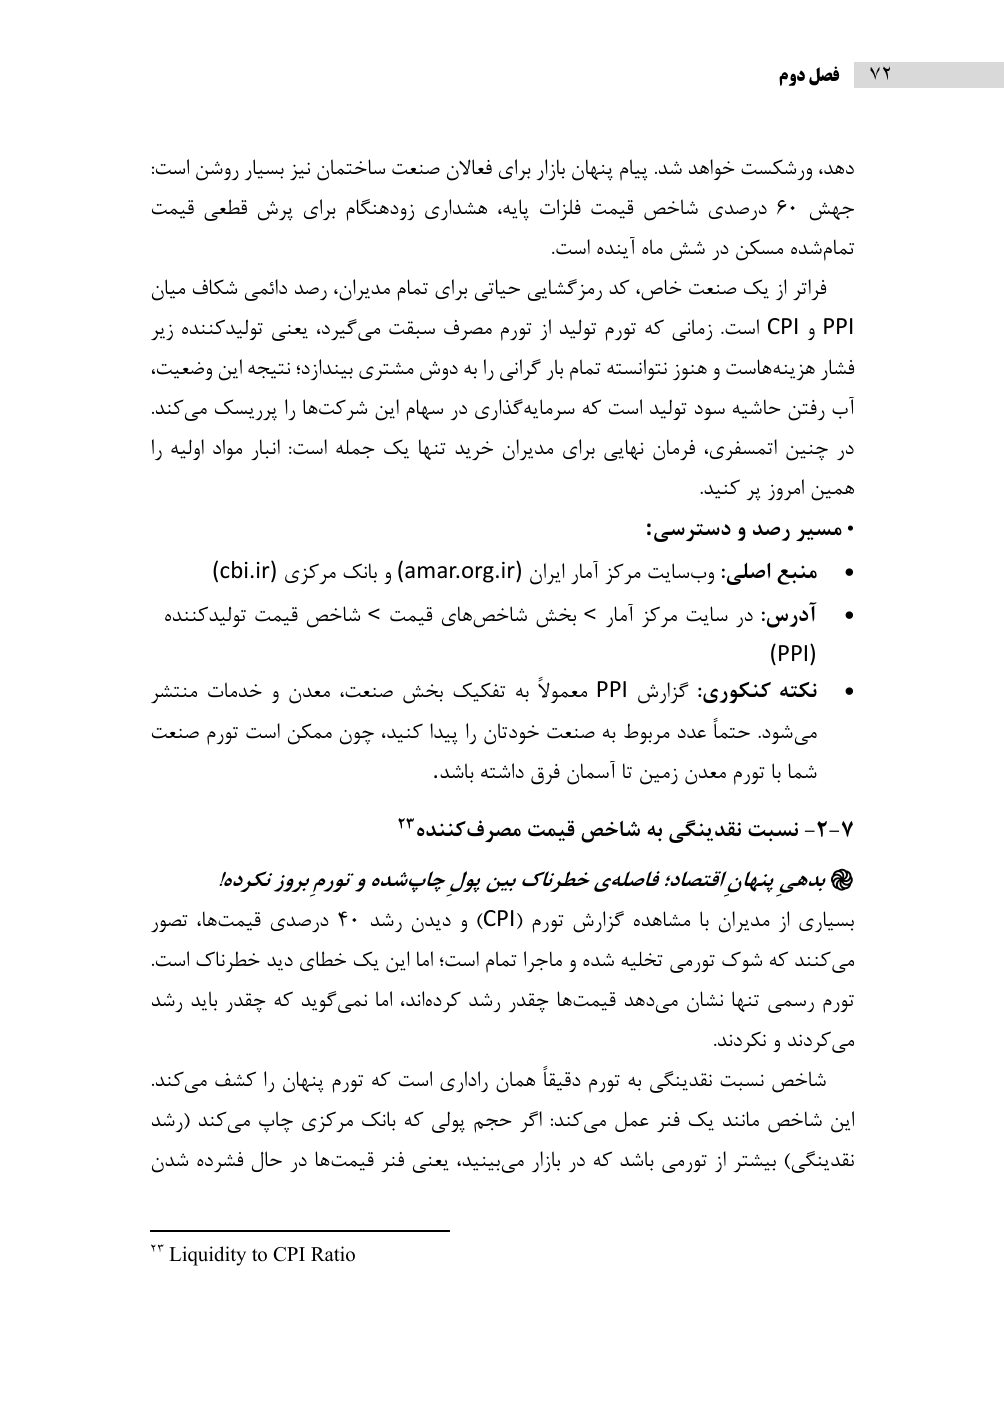 ۷۲ فصل دوم
دهد، ورشکست خواهد شد. پیام پنهان بازار برای فعالان صنعت ساختمان نیز بسیار روشن است:
جهش ۶۰ درصدی شاخص قیمت فلزات پایه، هشداری زودهنگام برای پرش قطعی قیمت
تمام‌شده مسکن در شش ماه آینده است.
فراتر از یک صنعت خاص، کد رمزگشایی حیاتی برای تمام مدیران، رصد دائمی شکاف میان
PPI و CPI است. زمانی که تورم تولید از تورم مصرف سبقت می‌گیرد، یعنی تولیدکننده زیر
فشار هزینه‌هاست و هنوز نتوانسته تمام بار گرانی را به دوش مشتری بیندازد؛ نتیجه این وضعیت،
آب رفتن حاشیه سود تولید است که سرمایه‌گذاری در سهام این شرکت‌ها را پرریسک می‌کند.
در چنین اتمسفری، فرمان نهایی برای مدیران خرید تنها یک جمله است: انبار مواد اولیه را
همین امروز پر کنید.
• مسیر رصد و دسترسی:
• منبع اصلی: وب‌سایت مرکز آمار ایران (amar.org.ir) و بانک مرکزی (cbi.ir)
• آدرس: در سایت مرکز آمار > بخش شاخص‌های قیمت > شاخص قیمت تولیدکننده
(PPI)
• نکته کنکوری: گزارش PPI معمولاً به تفکیک بخش صنعت، معدن و خدمات منتشر
می‌شود. حتماً عدد مربوط به صنعت خودتان را پیدا کنید، چون ممکن است تورم صنعت
شما با تورم معدن زمین تا آسمان فرق داشته باشد.
۲-۷- نسبت نقدینگی به شاخص قیمت مصرف‌کننده۲۳
بدهیِ پنهانِ اقتصاد؛ فاصله‌ی خطرناک بین پولِ چاپ‌شده و تورمِ بروز نکرده!
بسیاری از مدیران با مشاهده گزارش تورم (CPI) و دیدن رشد ۴۰ درصدی قیمت‌ها، تصور
می‌کنند که شوک تورمی تخلیه شده و ماجرا تمام است؛ اما این یک خطای دید خطرناک است.
تورم رسمی تنها نشان می‌دهد قیمت‌ها چقدر رشد کرده‌اند، اما نمی‌گوید که چقدر باید رشد
می‌کردند و نکردند.
شاخص نسبت نقدینگی به تورم دقیقاً همان راداری است که تورم پنهان را کشف می‌کند.
این شاخص مانند یک فنر عمل می‌کند: اگر حجم پولی که بانک مرکزی چاپ می‌کند (رشد
نقدینگی) بیشتر از تورمی باشد که در بازار می‌بینید، یعنی فنر قیمت‌ها در حال فشرده شدن
۲۳ Liquidity to CPI Ratio